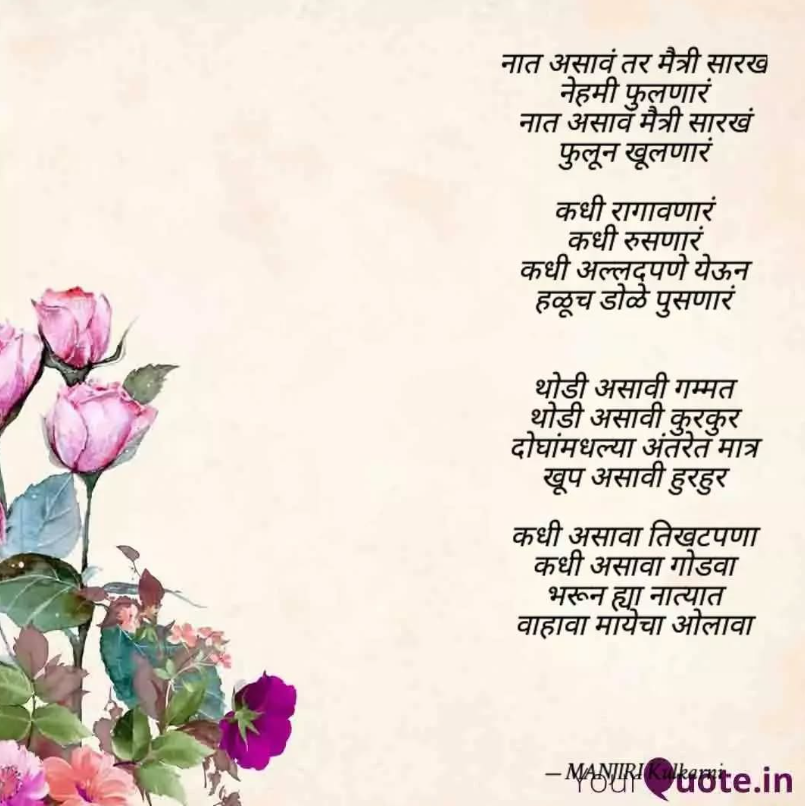 नात असावं तर मैत्री सारख
नेहमी फुलणारं
नात असाव मैत्री सारखं
फुलून खूलणारं
कधी रागावणारं
कधी रुसणारं
कधी अल्लदपणे येऊन
हळूच डोळे पुसणारं
थोडी असावी गम्मत
थोडी असावी कुरकुर
दोघांमधल्या अंतरेत मात्र
खूप असावी हुरहुर
कधी असावा तिखटपणा
कधी असावा गोडवा
भरून ह्या नात्यात
वाहावा मायेचा ओलावा
— MANJIRI Kulkarni
YourQuote.in